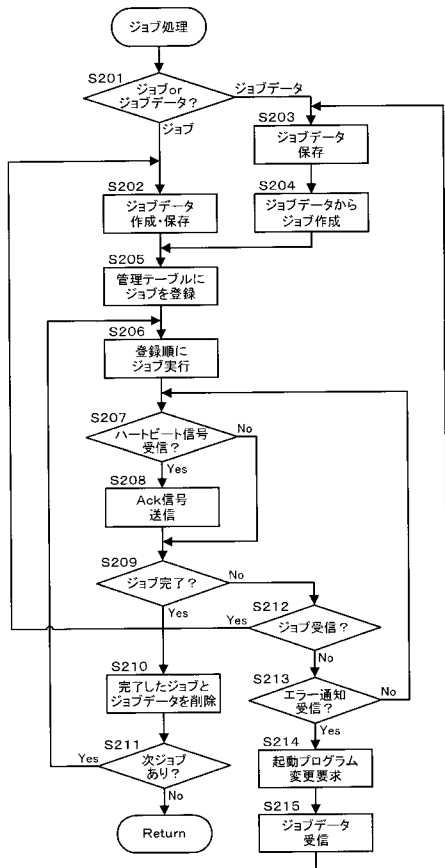 ジョブ処理
S201
ジョブor
ジョブデータ?
ジョブデータ
ジョブ
S203
ジョブデータ
保存
S202
ジョブデータ
作成・保存
S204
ジョブデータから
ジョブ作成
S205
管理テーブルに
ジョブを登録
S206
登録順に
ジョブ実行
S207
ハートビート信号
受信?
No
Yes
S208
Ack信号
送信
S209
ジョブ完了?
No
Yes
S212
ジョブ受信?
Yes
No
S210
完了したジョブと
ジョブデータを削除
S213
エラー通知
受信?
No
Yes
S211
次ジョブ
あり?
Yes
No
S214
起動プログラム
変更要求
S215
ジョブデータ
受信
Return